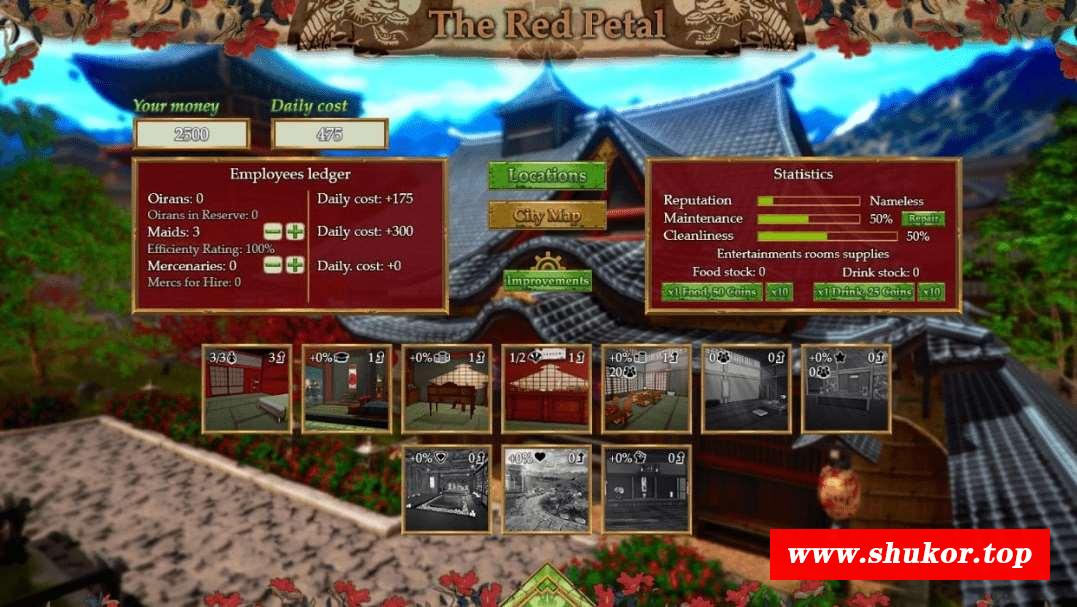 The Red Petal
Your money
Daily cost
2500
475
Employees ledger
Oirans: 0
Daily cost: +175
Oirans in Reserve: 0
Maids: 3
Daily cost: +300
Efficienty Rating: 100%
Mercenaries: 0
Daily. cost: +0
Mercs for Hire: 0
Locations
City Map
Improvements
Statistics
Reputation Nameless
Maintenance 50% Repair
Cleanliness 50%
Entertainments rooms supplies
Food stock: 0 Drink stock: 0
x1 Food, 50 Coins x10 x1 Drink, 25 Coins x10
3/3 3 +0% 1 +0% 1 1/2 1 +0% 1 0 0 +0% 0
20 0
+0% 0 +0% 0 +0% 0
www.shukor.top